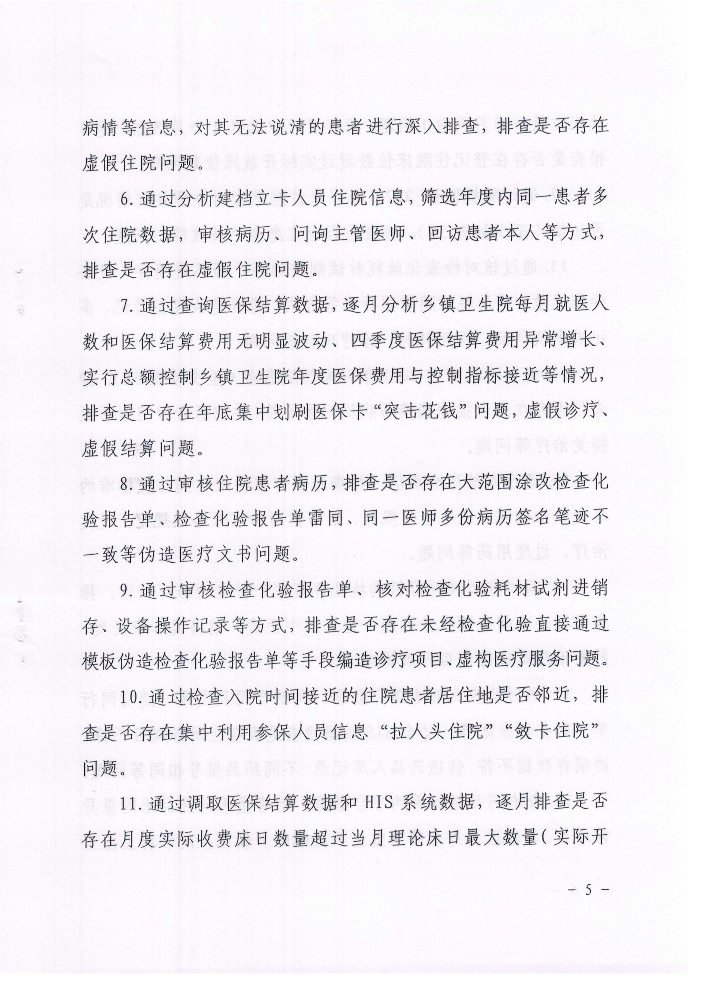 病情等信息，对其无法说清的患者进行深入排查，排查是否存在
虚假住院问题。
6.通过分析建档立卡人员住院信息，筛选年度内同一患者多
次住院数据，审核病历、问询主管医师、回访患者本人等方式，
排查是否存在虚假住院问题。
7.通过查询医保结算数据，逐月分析乡镇卫生院每月就医人
数和医保结算费用无明显波动、四季度医保结算费用异常增长、
实行总额控制乡镇卫生院年度医保费用与控制指标接近等情况，
排查是否存在年底集中划刷医保卡“突击花钱”问题，虚假诊疗、
虚假结算问题。
8.通过审核住院患者病历，排查是否存在大范围涂改检查化
验报告单、检查化验报告单雷同、同一医师多份病历签名笔迹不
一致等伪造医疗文书问题。
9.通过审核检查化验报告单、核对检查化验耗材试剂进销
存、设备操作记录等方式，排查是否存在未经检查化验直接通过
模板伪造检查化验报告单等手段编造诊疗项目、虚构医疗服务问题。
10.通过检查入院时间接近的住院患者居住地是否邻近，排
查是否存在集中利用参保人员信息“拉人头住院”“敛卡住院”
问题。
11.通过调取医保结算数据和 HIS 系统数据，逐月排查是否
存在月度实际收费床日数量超过当月理论床日最大数量(实际开
- 5 -